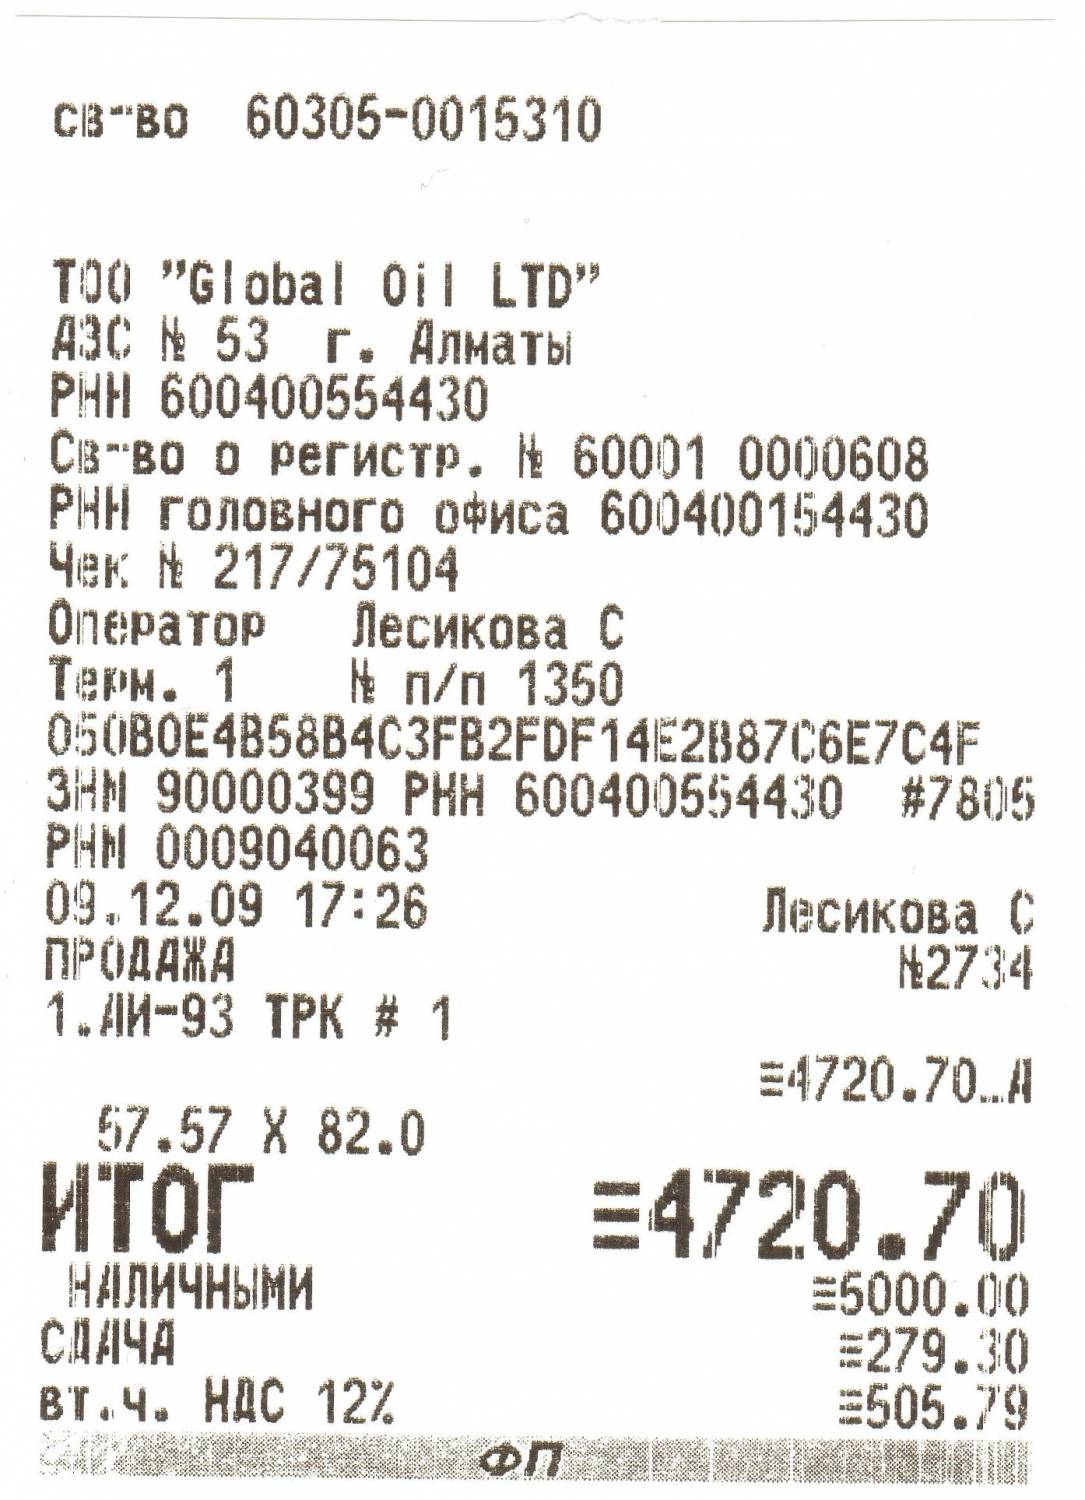 св-во 60305-0015310
ТОО "Global Oil LTD"
АЗС № 53 г. Алматы
РНН 600400554430
Св-во о регистр. № 60001 0000608
РНН головного офиса 600400154430
Чек № 217/75104
Оператор Лесикова С
Терм. 1 № п/п 1350
050B0E4B58B4C3FB2FDF14E2B87C6E7C4F
ЗНМ 90000399 РНН 600400554430 #7805
РНМ 0009040063
09.12.09 17:26 Лесикова С
ПРОДАЖА №2734
1.АИ-93 ТРК # 1
≡4720.70…А
57.57 X 82.0
ИТОГ ≡4720.70
НАЛИЧНЫМИ ≡5000.00
СДАЧА ≡279.30
вт.ч. НДС 12% ≡505.79
ФП